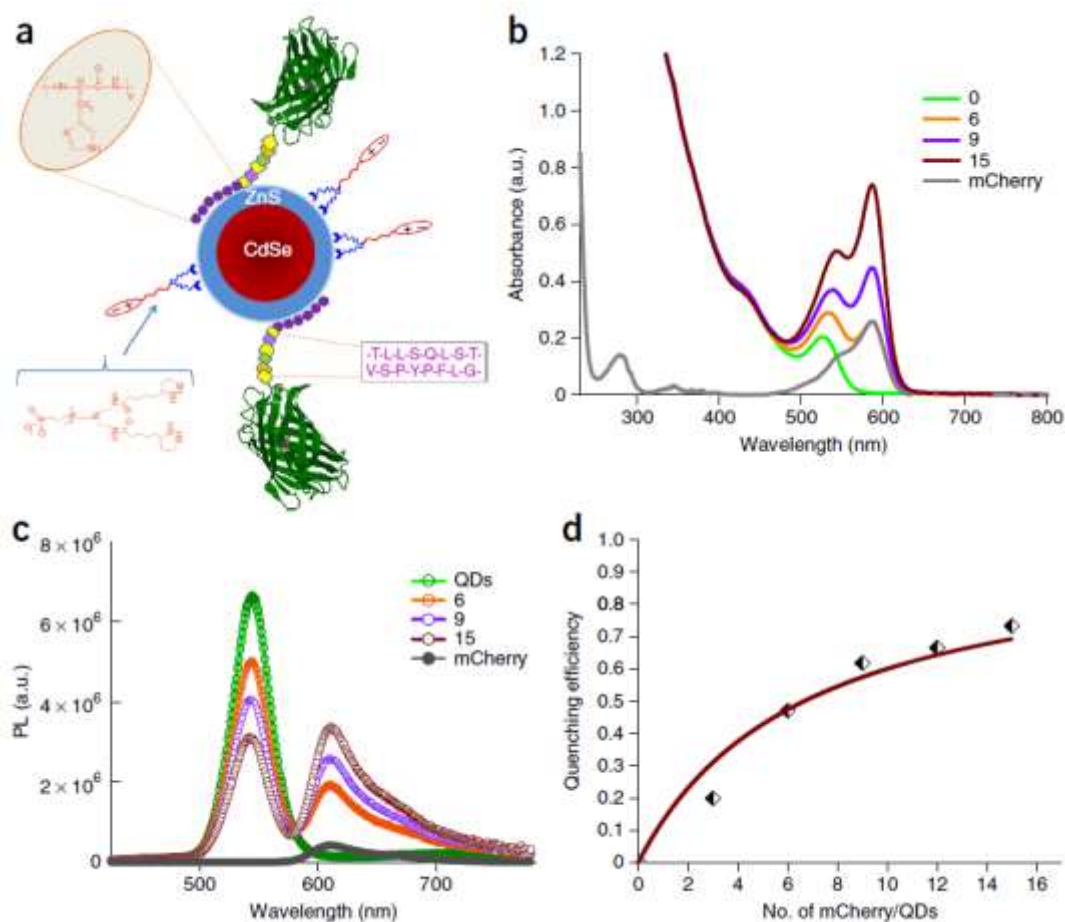 a
ZnS
CdSe
-T-L-L-S-Q-L-S-T-
V-S-P-Y-P-F-L-G-
b
1.2
1.0
0.8
0.6
0.4
0.2
0
Absorbance (a.u.)
300 400 500 600 700 800
Wavelength (nm)
0
6
9
15
mCherry
c
8 × 10⁶
6 × 10⁶
4 × 10⁶
2 × 10⁶
0
PL (a.u.)
500 600 700
Wavelength (nm)
QDs
6
9
15
mCherry
d
1.0
0.9
0.8
0.7
0.6
0.5
0.4
0.3
0.2
0.1
0
Quenching efficiency
0 2 4 6 8 10 12 14 16
No. of mCherry/QDs